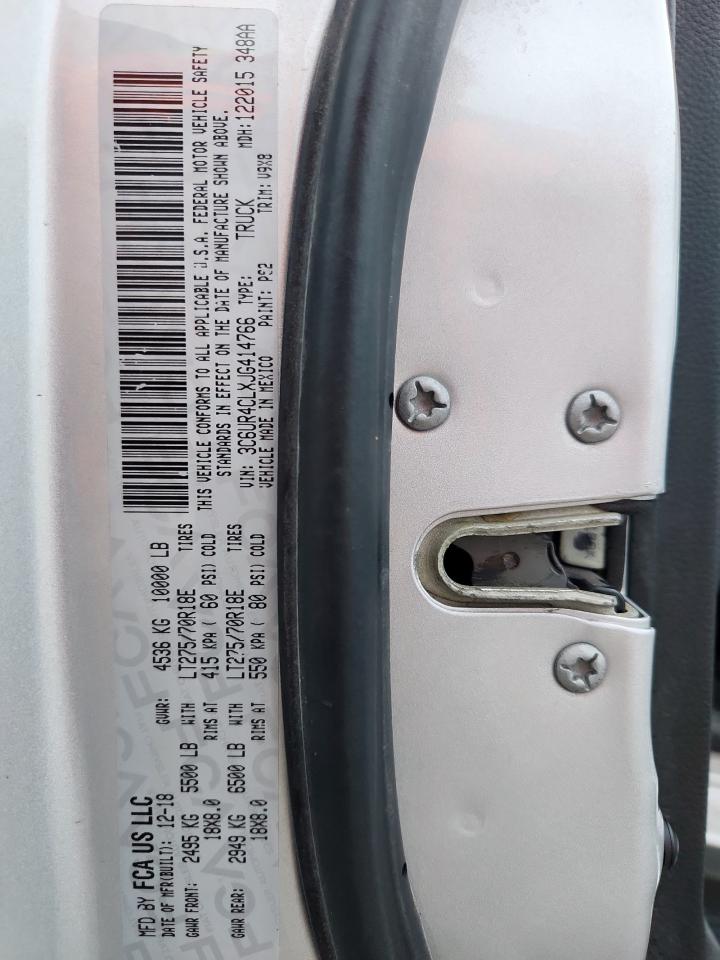 MFD BY FCA US LLC
DATE OF MFR(BUILT): 12-18 GVWR: 4536 KG 10000 LB
GAWR FRONT: 2495 KG 5500 LB WITH LT275/70R18E TIRES
18X8.0 RIMS AT 415 KPA ( 60 PSI) COLD
GAWR REAR: 2949 KG 6500 LB WITH LT275/70R18E TIRES
18X8.0 RIMS AT 550 KPA ( 80 PSI) COLD
THIS VEHICLE CONFORMS TO ALL APPLICABLE U.S.A. FEDERAL MOTOR VEHICLE SAFETY
STANDARDS IN EFFECT ON THE DATE OF MANUFACTURE SHOWN ABOVE.
VIN: 3C6UR4CLXJG414766 TYPE: TRUCK MDH: 122015 348AA
VEHICLE MADE IN MEXICO PAINT: PS2 TRIM: V9X8